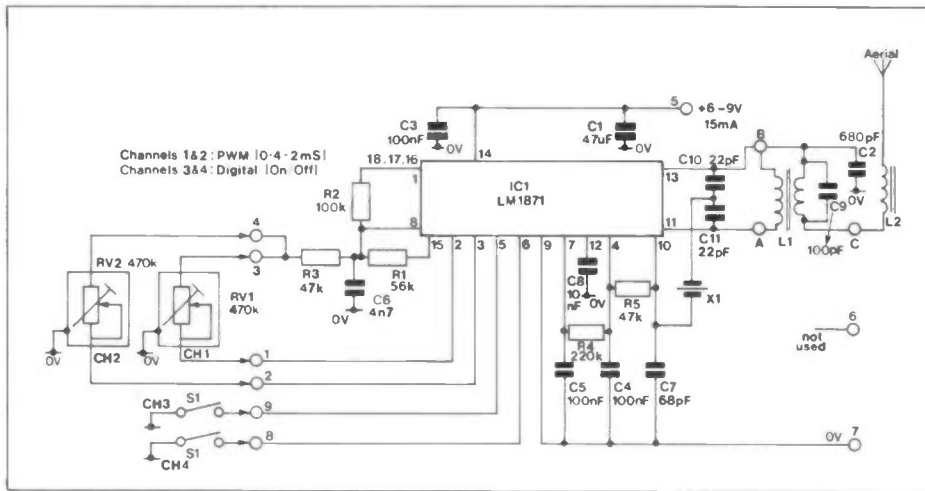 Aerial
5 +6-9V
15mA
C3
100nF
0V
C1
47uF
0V
14
B
680pF
C2
0V
Channels 1&2: PWM |0·4-2mS|
Channels 3&4: Digital |On Off|
18.17.16
1
IC1
LM1871
13
C10 22pF
R2
100k
8
11
C11
22pF
A
L1
C9
100pF
C
L2
4
3
15 2 3 5 6 9 7 12 4 10
RV2 470k
RV1
470k
R3
47k
R1
56k
C6
4n7
0V
C8
10
nF
0V
R5
47k
X1
6
not
used
R4
220k
0V
CH2
0V
CH1
1
2
C5
100nF
C4
100nF
C7
68pF
CH3
S1
9
CH4
S1
8
0V
7